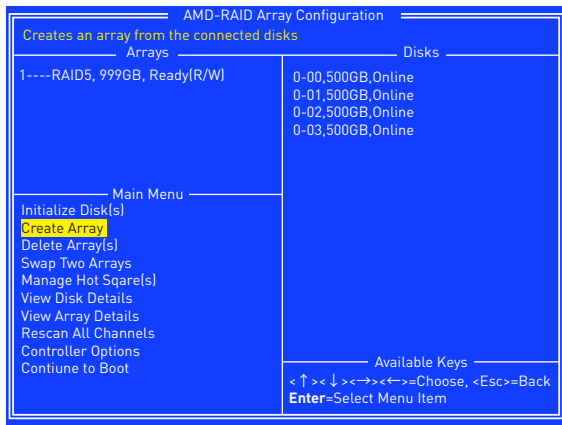 AMD-RAID Array Configuration
Creates an array from the connected disks
Arrays
1----RAID5, 999GB, Ready(R/W)
Disks
0-00,500GB,Online
0-01,500GB,Online
0-02,500GB,Online
0-03,500GB,Online
Main Menu
Initialize Disk(s)
Create Array
Delete Array(s)
Swap Two Arrays
Manage Hot Sqare(s)
View Disk Details
View Array Details
Rescan All Channels
Controller Options
Contiune to Boot
Available Keys
<↑><↓><→><←>=Choose, <Esc>=Back
Enter=Select Menu Item